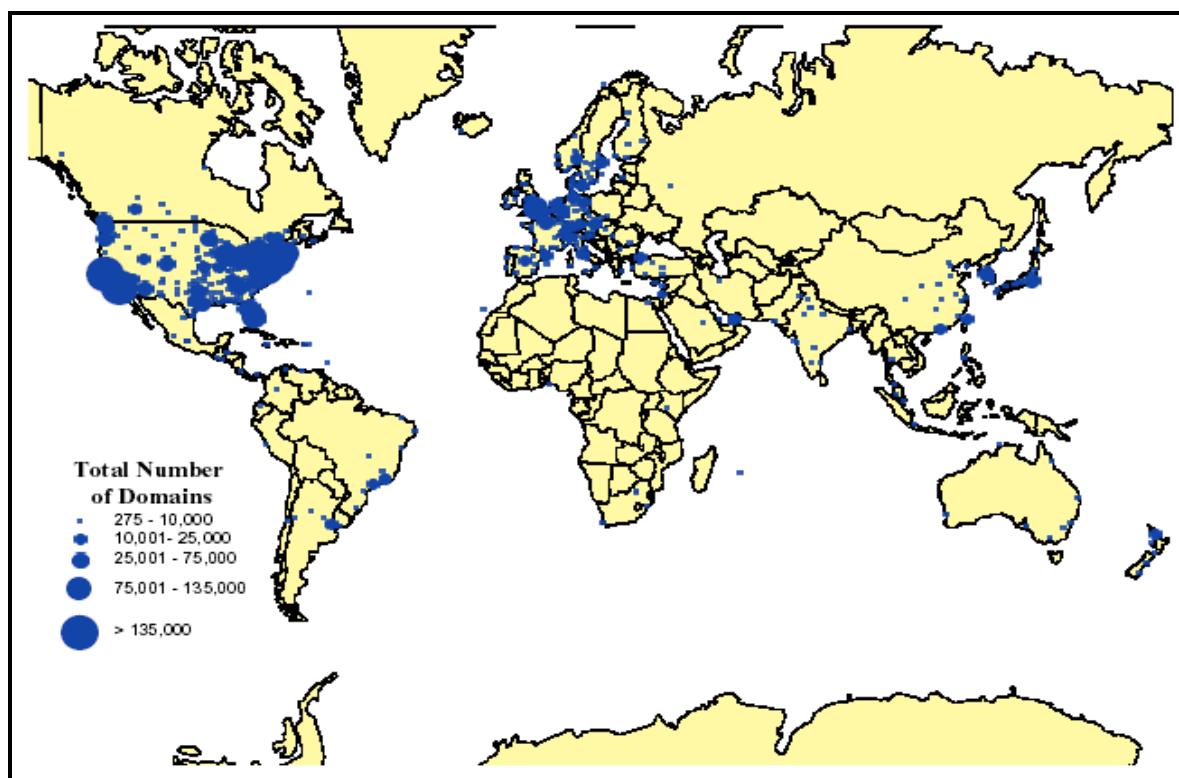 Total Number
of Domains
275 - 10,000
10,001- 25,000
25,001 - 75,000
75,001 - 135,000
> 135,000